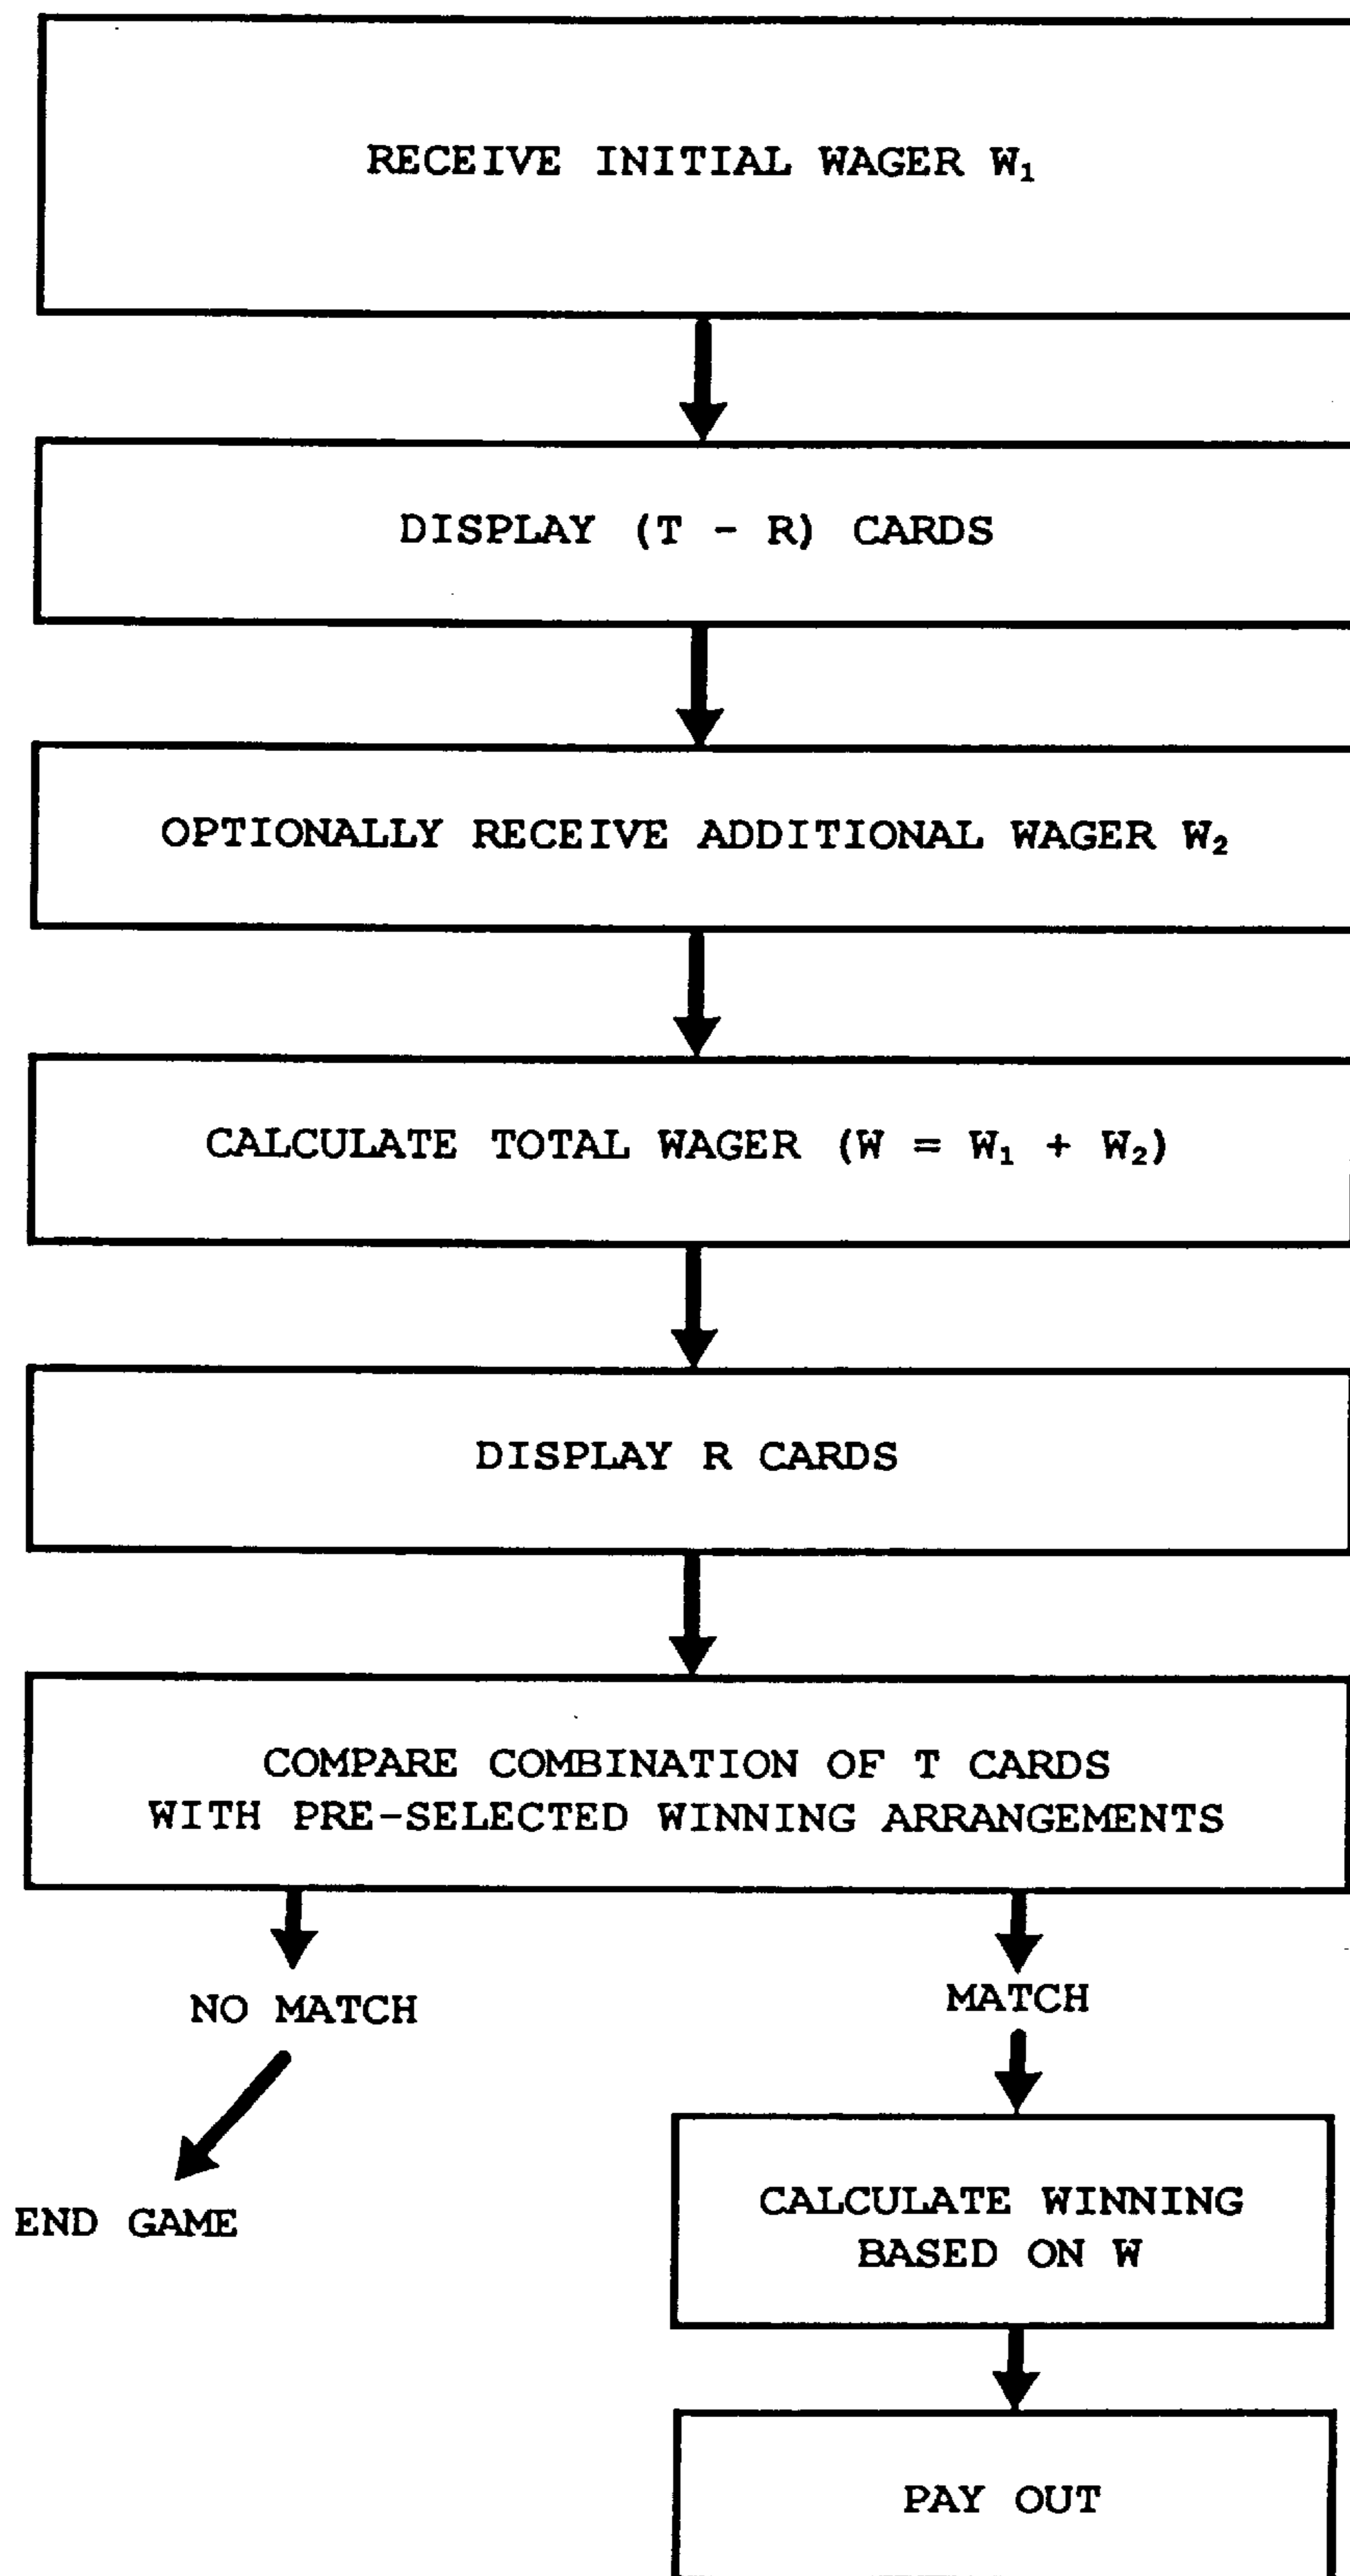 RECEIVE INITIAL WAGER W₁
DISPLAY (T - R) CARDS
OPTIONALLY RECEIVE ADDITIONAL WAGER W₂
CALCULATE TOTAL WAGER (W = W₁ + W₂)
DISPLAY R CARDS
COMPARE COMBINATION OF T CARDS
WITH PRE-SELECTED WINNING ARRANGEMENTS
NO MATCH
MATCH
END GAME
CALCULATE WINNING
BASED ON W
PAY OUT